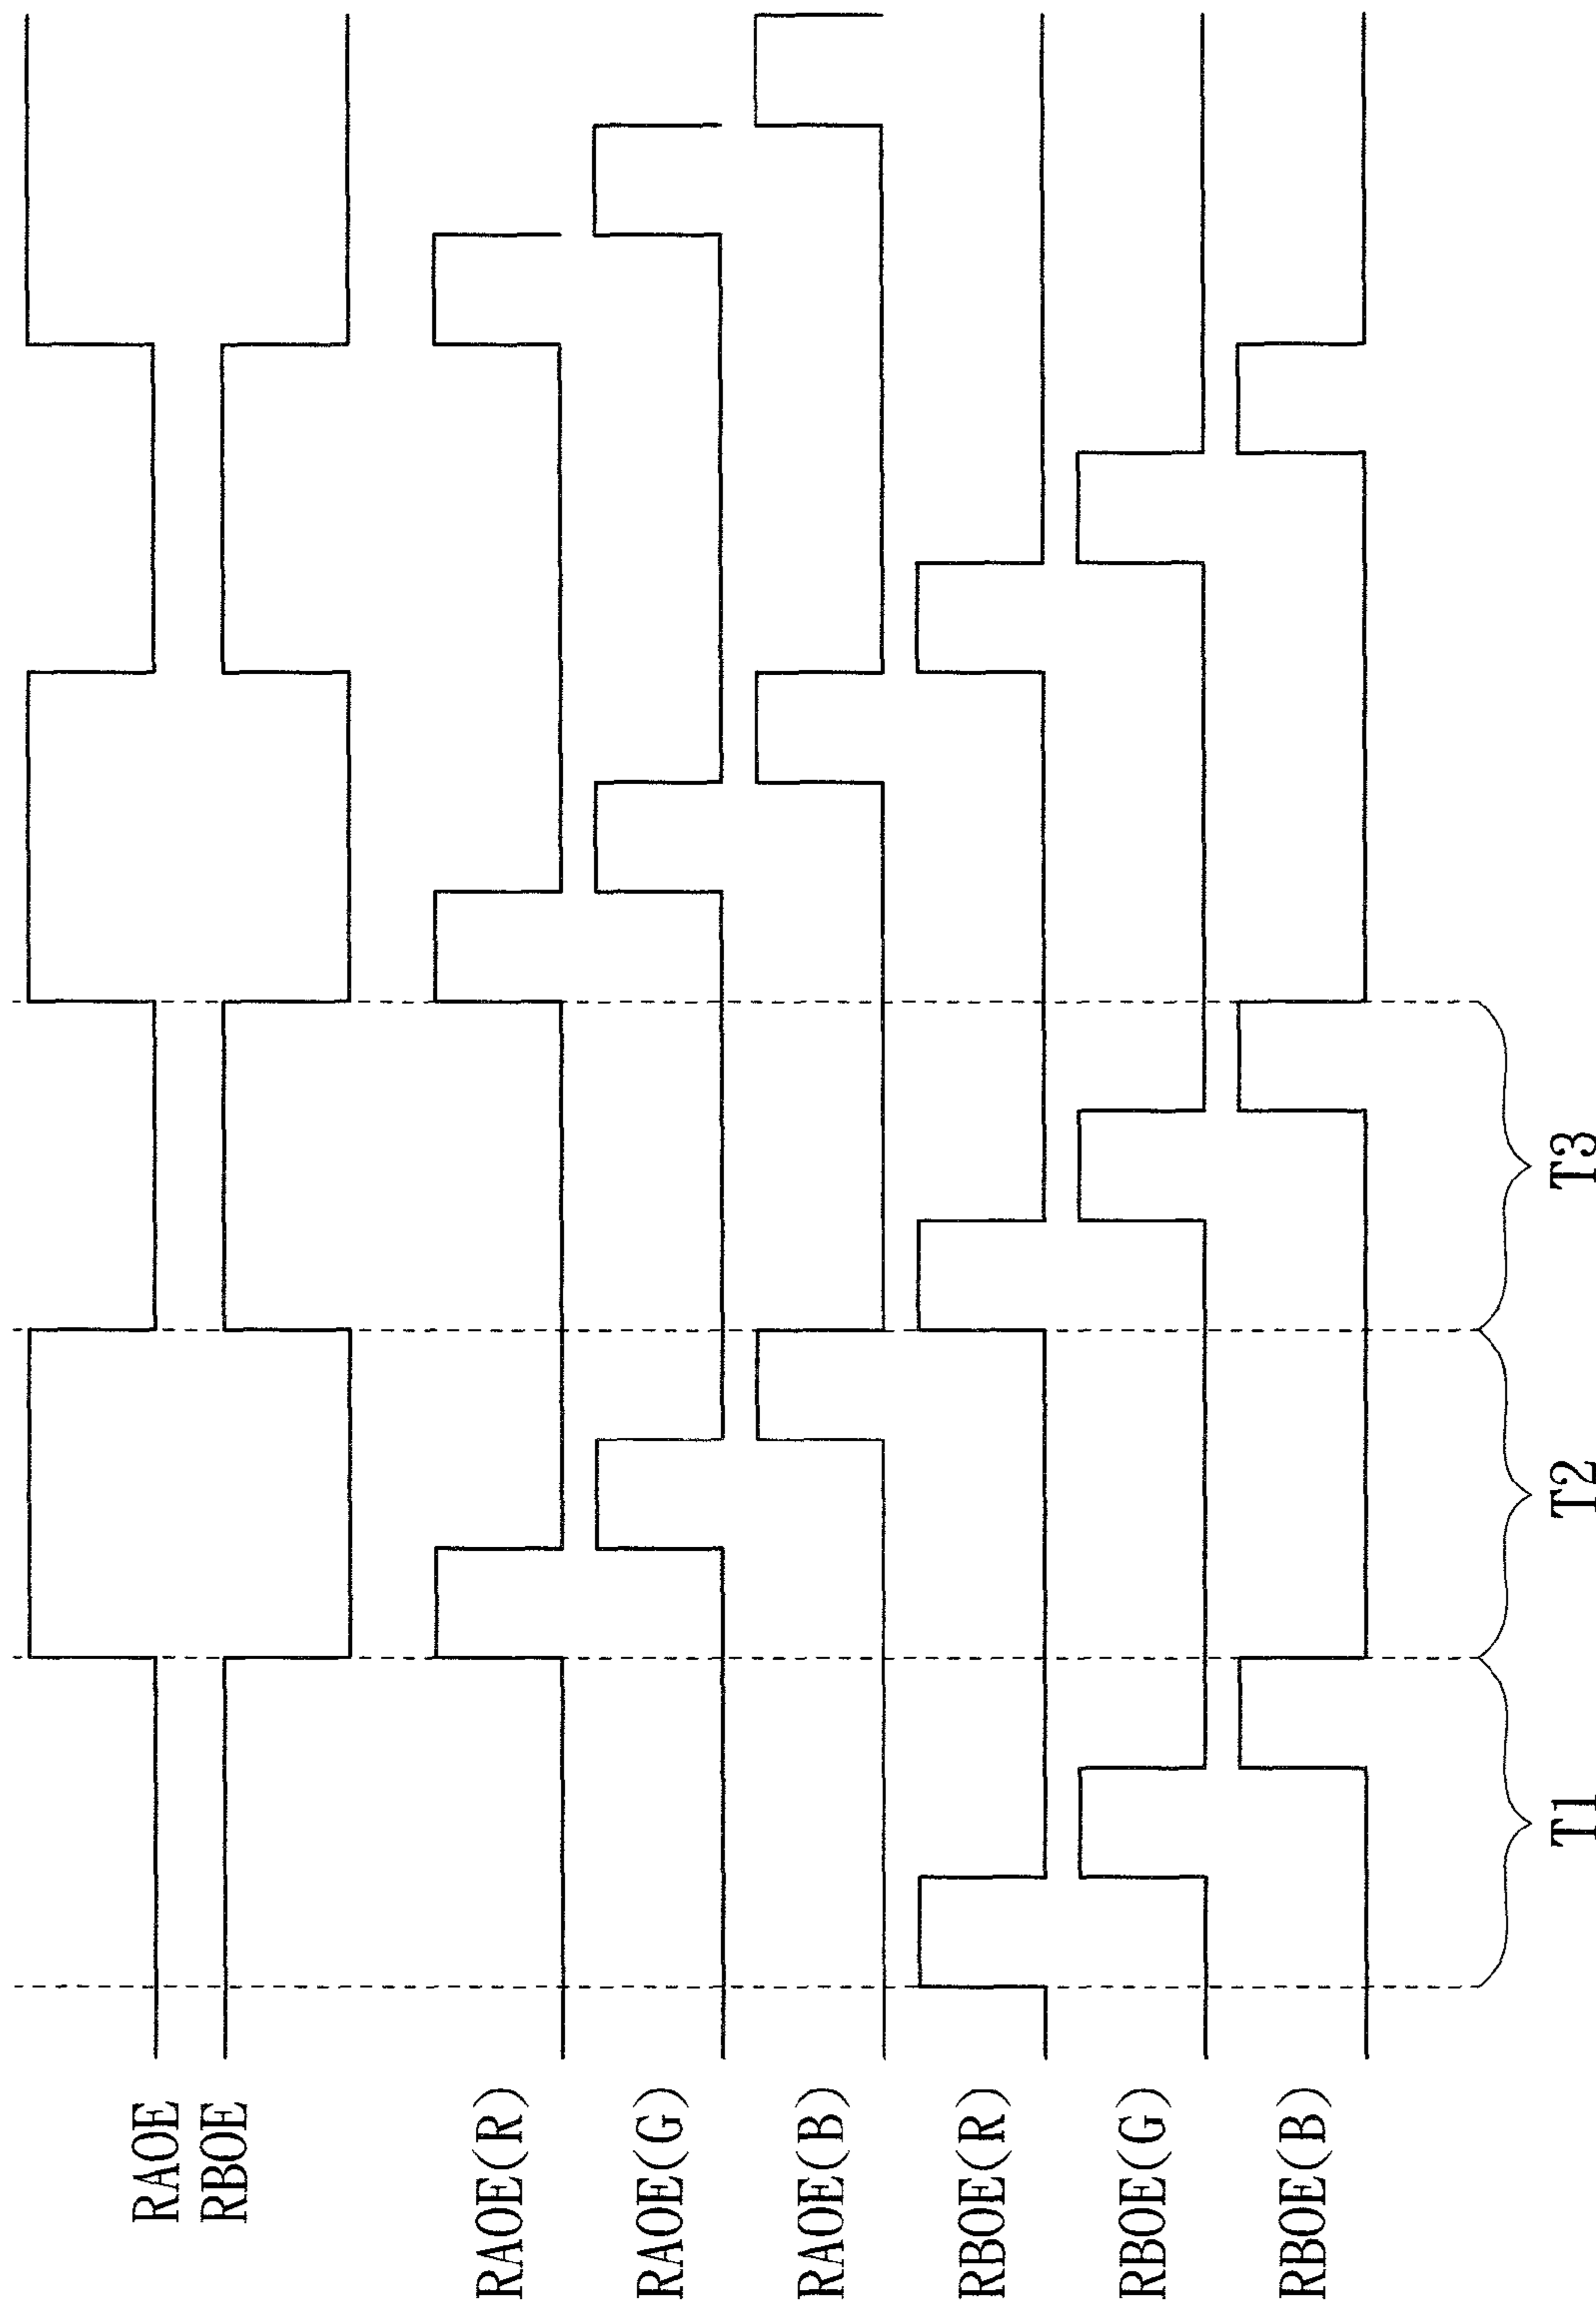 RAOE
RBOE
RAOE(R)
RAOE(G)
RAOE(B)
RBOE(R)
RBOE(G)
RBOE(B)
T1
T2
T3